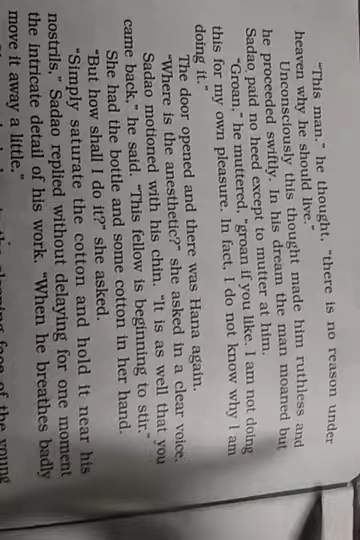 "This man," he thought, "there is no reason under
heaven why he should live."
Unconsciously this thought made him ruthless and
he proceeded swiftly. In his dream the man moaned but
Sadao paid no heed except to mutter at him.
"Groan," he muttered, "groan if you like. I am not doing
this for my own pleasure. In fact, I do not know why I am
doing it."
The door opened and there was Hana again.
"Where is the anesthetic?" she asked in a clear voice.
Sadao motioned with his chin. "It is as well that you
came back," he said. "This fellow is beginning to stir."
She had the bottle and some cotton in her hand.
"But how shall I do it?" she asked.
"Simply saturate the cotton and hold it near his
nostrils," Sadao replied without delaying for one moment
the intricate detail of his work. "When he breathes badly
move it away a little."
sleeping face of the young